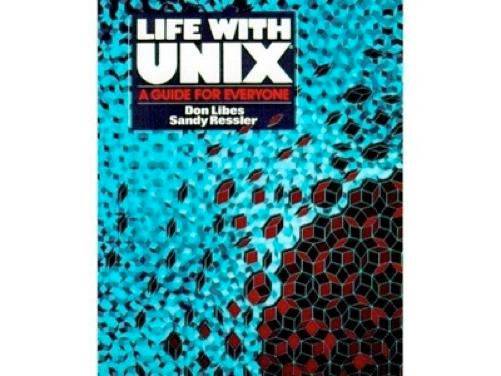 LIFE WITH
UNIX®
A GUIDE FOR EVERYONE
Don Libes
Sandy Ressler